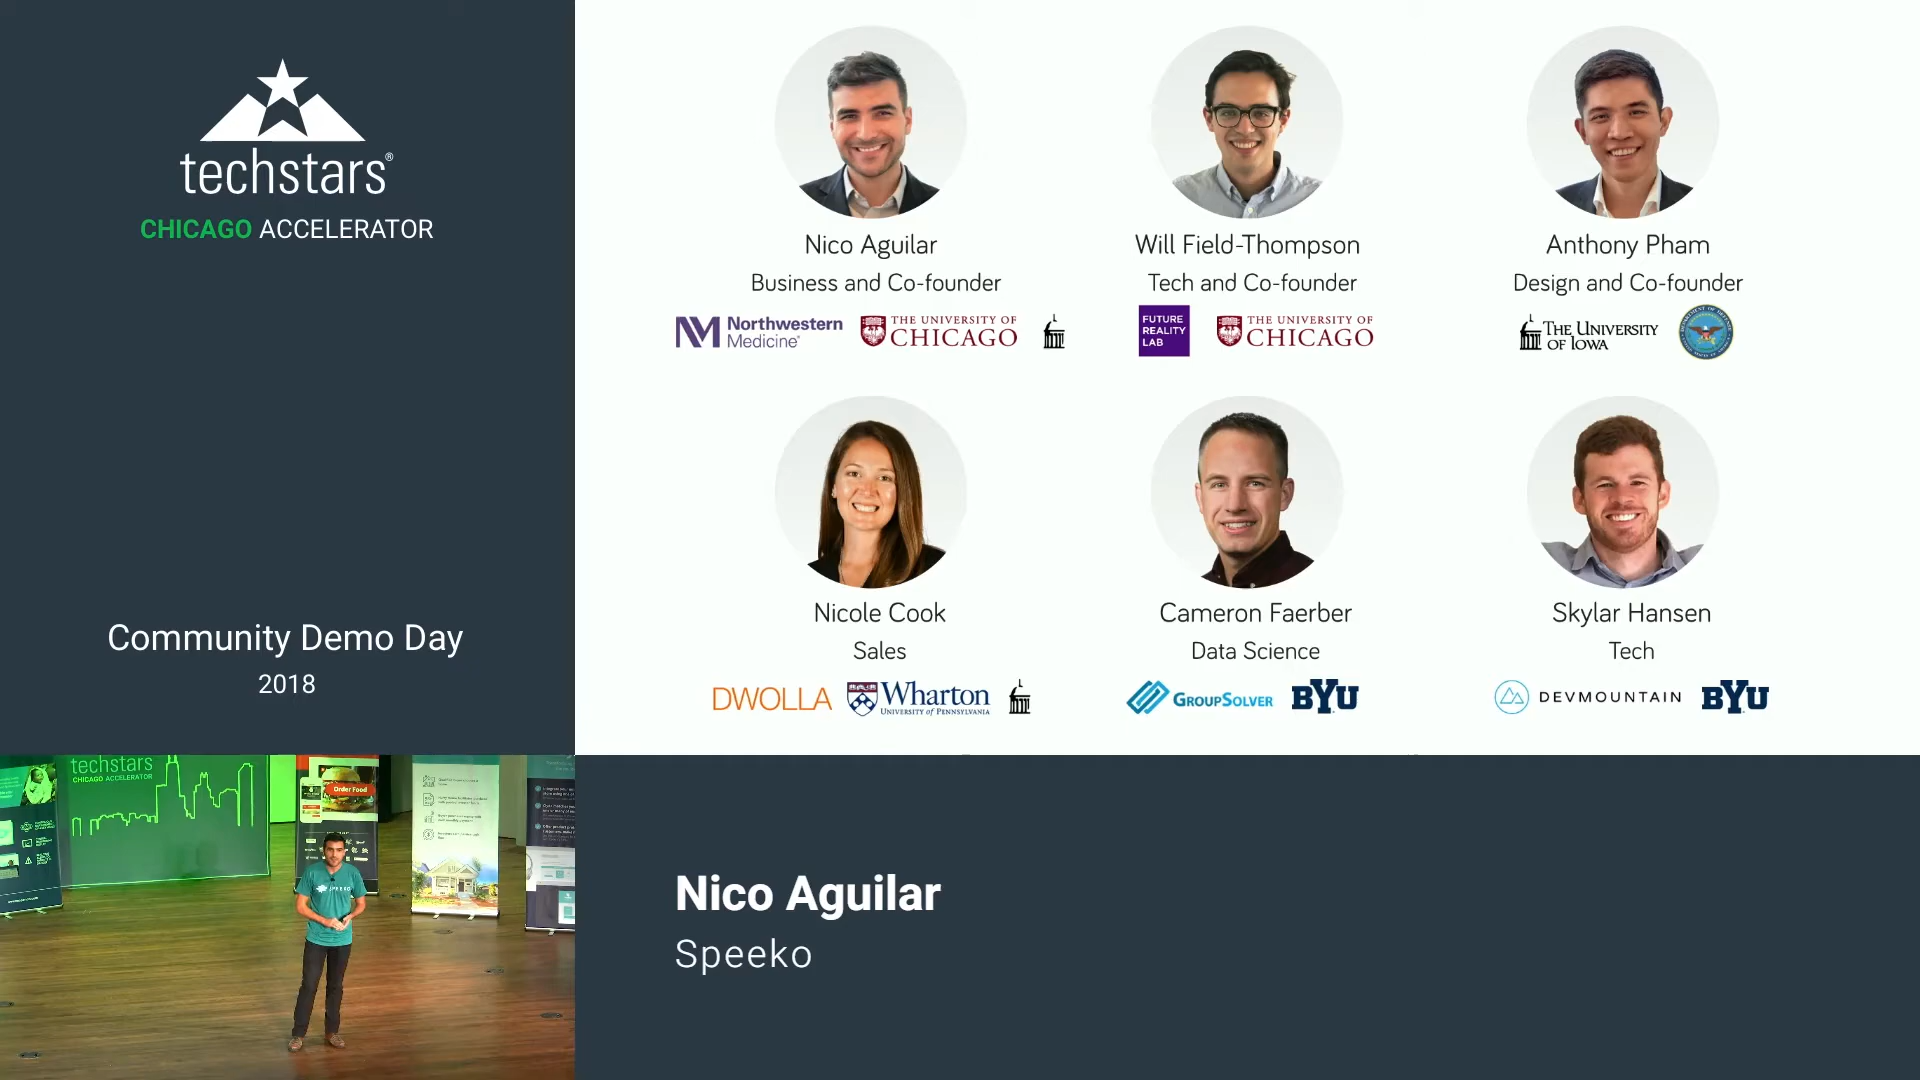 techstars®
CHICAGO ACCELERATOR
Community Demo Day
2018
Nico Aguilar
Business and Co-founder
Northwestern
Medicine®
THE UNIVERSITY OF
CHICAGO
Will Field-Thompson
Tech and Co-founder
FUTURE
REALITY
LAB
THE UNIVERSITY OF
CHICAGO
Anthony Pham
Design and Co-founder
THE UNIVERSITY
OF IOWA
Nicole Cook
Sales
DWOLLA
Wharton
UNIVERSITY of PENNSYLVANIA
Cameron Faerber
Data Science
GROUPSOLVER
BYU
Skylar Hansen
Tech
DEVMOUNTAIN
BYU
techstars
CHICAGO ACCELERATOR
Order Food
SPEEKO
Nico Aguilar
Speeko